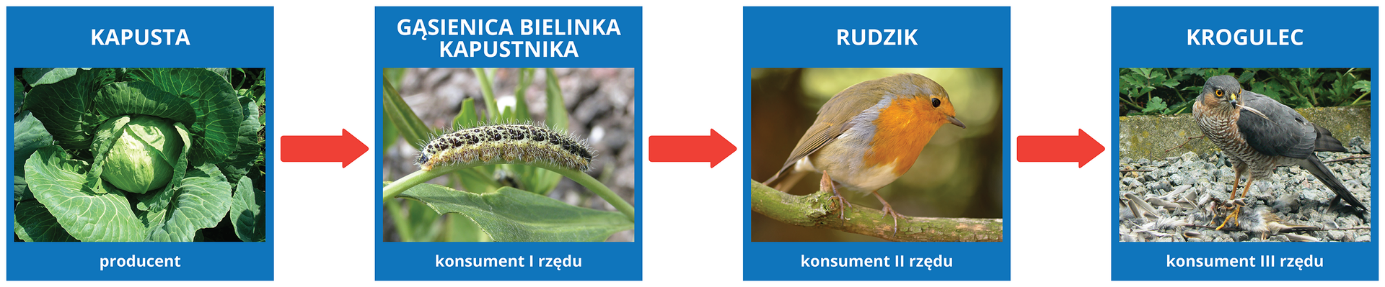 KAPUSTA
producent
GĄSIENICA BIELINKA
KAPUSTNIKA
konsument I rzędu
RUDZIK
konsument II rzędu
KROGULEC
konsument III rzędu